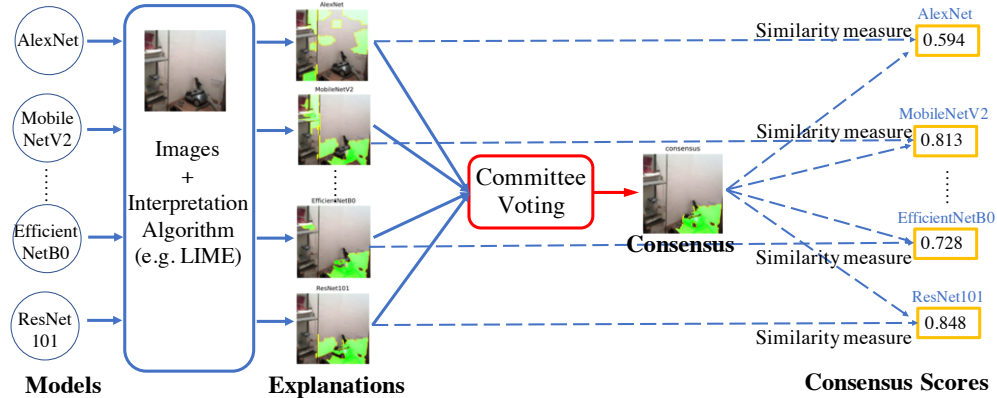 AlexNet
Mobile
NetV2
Efficient
NetB0
ResNet
101
Models
Images
+
Interpretation
Algorithm
(e.g. LIME)
AlexNet
MobileNetV2
EfficientNetB0
ResNet101
Explanations
Committee
Voting
consensus
Consensus
Similarity measure
AlexNet
0.594
Similarity measure
MobileNetV2
0.813
EfficientNetB0
0.728
Similarity measure
ResNet101
0.848
Similarity measure
Consensus Scores